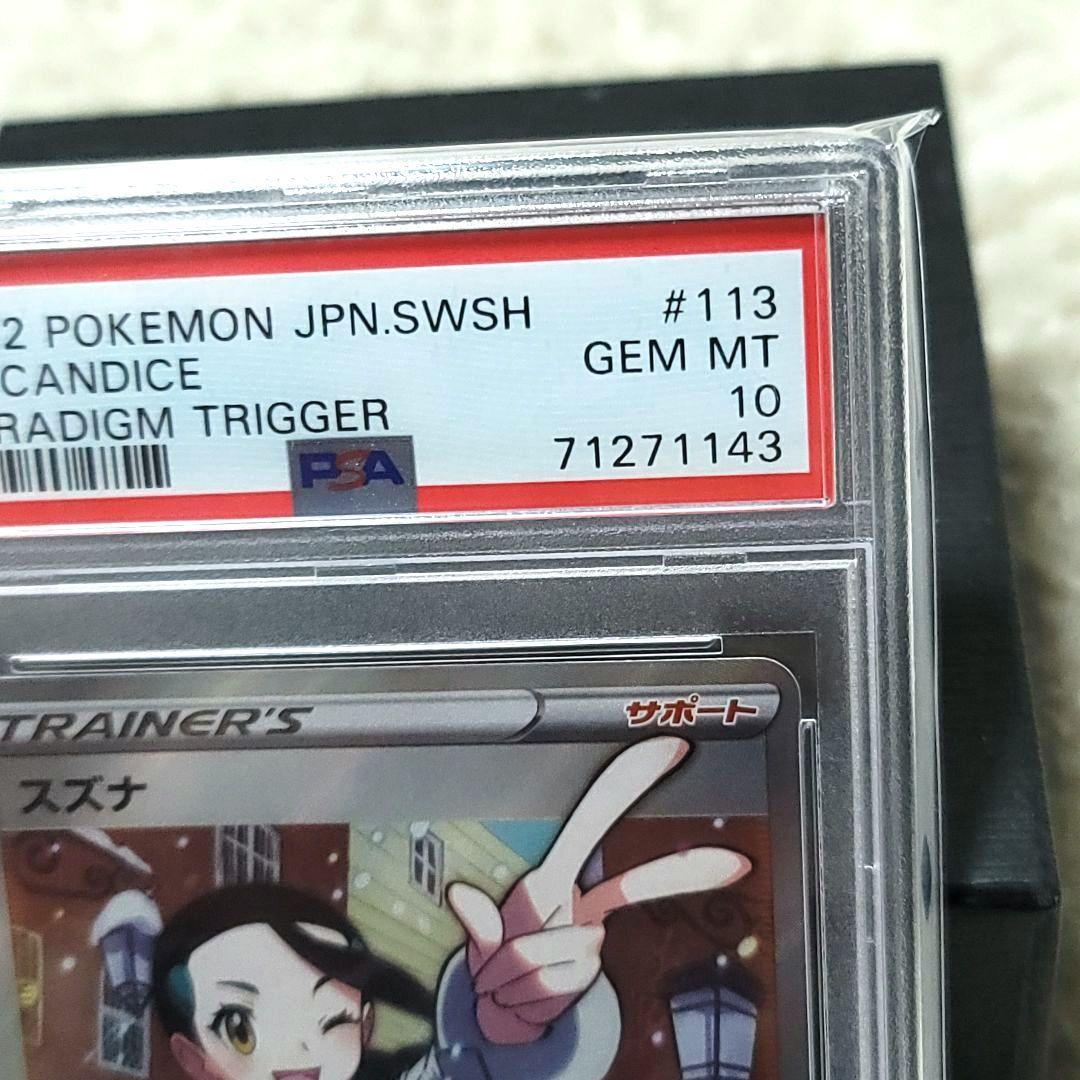 2 POKEMON JPN.SWSH #113
CANDICE GEM MT
RADIGM TRIGGER 10
PSA 71271143
TRAINER'S サポート
スズナ